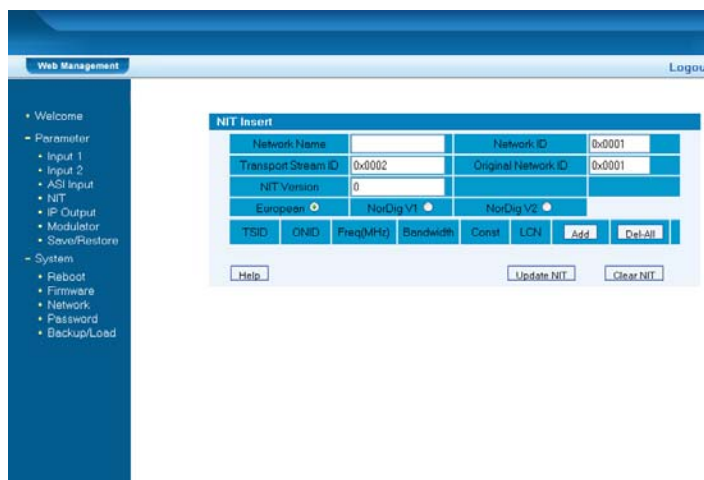 Web Management
Logou
Welcome
Parameter
Input 1
Input 2
ASI Input
NIT
IP Output
Modulator
Save/Restore
System
Reboot
Firmware
Network
Password
Backup/Load
NIT Insert
Network Name Network ID 0x0001
Transport Stream ID 0x0002 Original Network ID 0x0001
NIT Version 0
European NorDig V1 NorDig V2
TSID ONID Freq(MHz) Bandwidth Const LCN Add Del-All
Help Update NIT Clear NIT